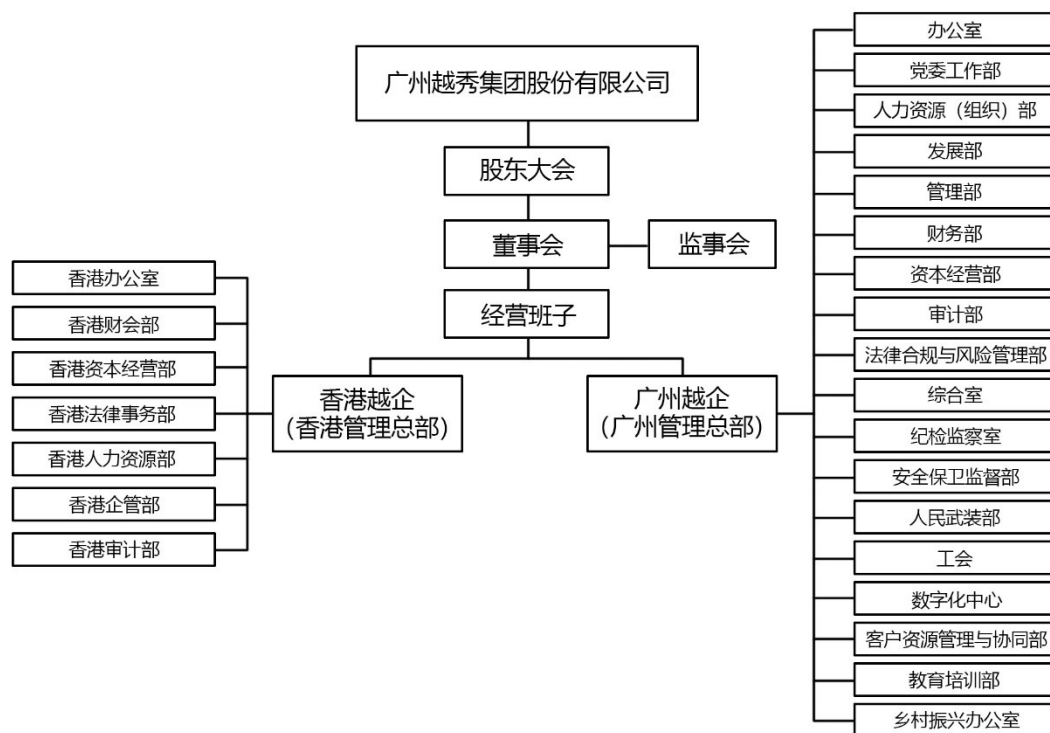 广州越秀集团股份有限公司
股东大会
董事会
监事会
经营班子
香港越企
（香港管理总部）
广州越企
（广州管理总部）
香港办公室
香港财会部
香港资本经营部
香港法律事务部
香港人力资源部
香港企管部
香港审计部
办公室
党委工作部
人力资源（组织）部
发展部
管理部
财务部
资本经营部
审计部
法律合规与风险管理部
综合室
纪检监察室
安全保卫监督部
人民武装部
工会
数字化中心
客户资源管理与协同部
教育培训部
乡村振兴办公室